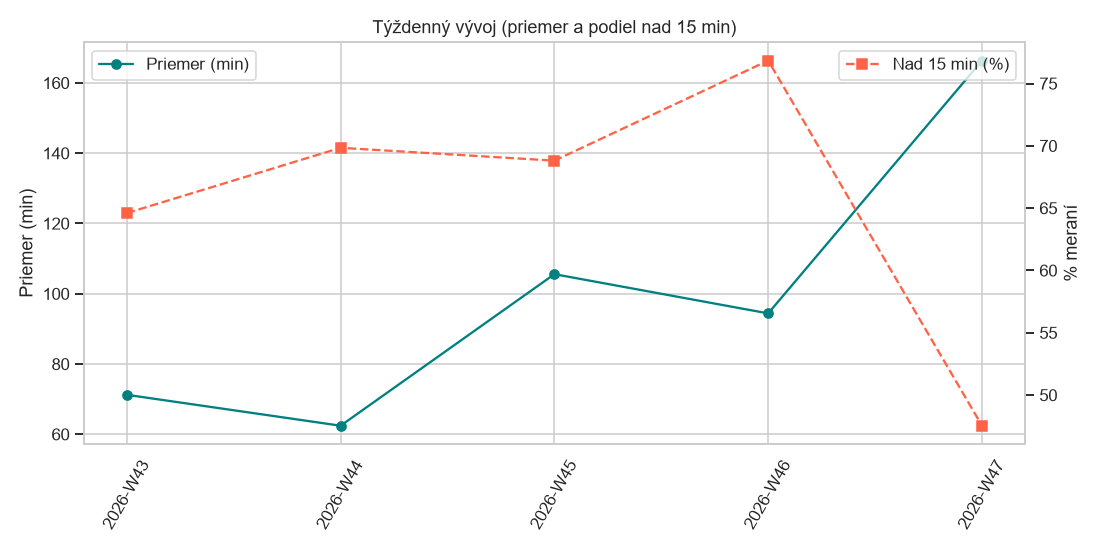 Týždenný vývoj (priemer a podiel nad 15 min)
Priemer (min)
Nad 15 min (%)
160
140
120
100
80
60
Priemer (min)
75
70
65
60
55
50
% meraní
2026-W43
2026-W44
2026-W45
2026-W46
2026-W47